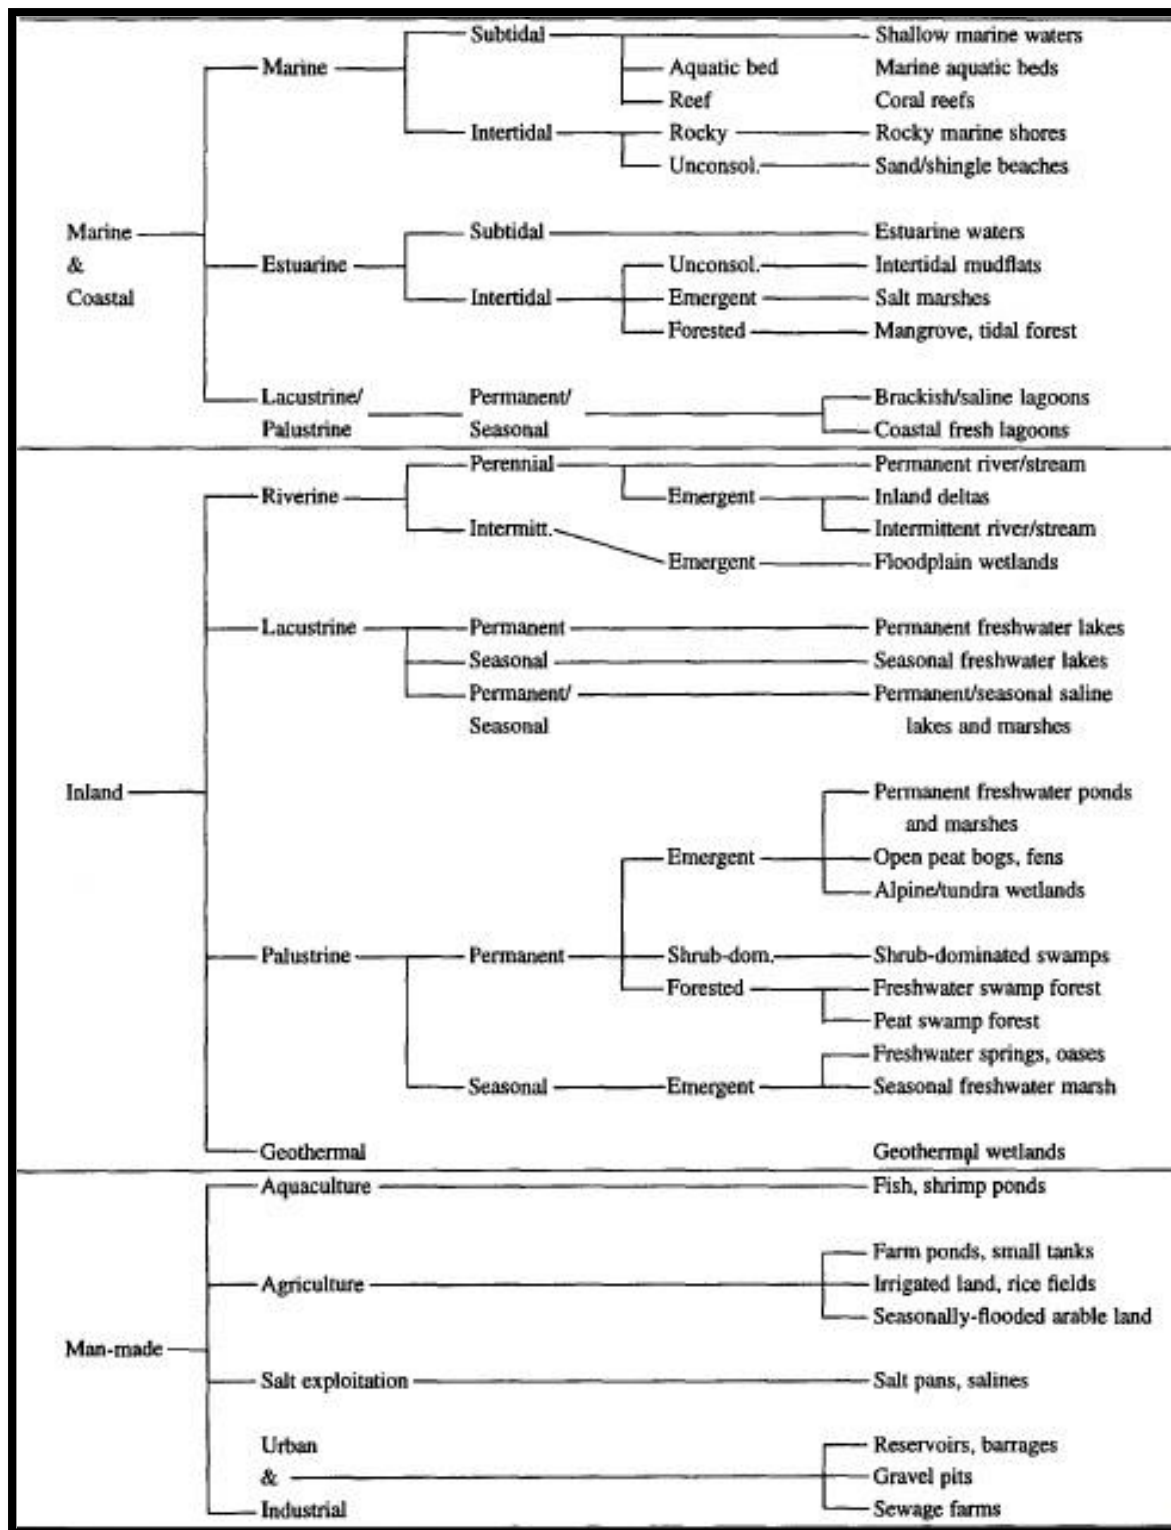 Subtidal Shallow marine waters
Marine Aquatic bed Marine aquatic beds
Reef Coral reefs
Intertidal Rocky Rocky marine shores
Unconsol. Sand/shingle beaches
Marine Subtidal Estuarine waters
& Estuarine Unconsol. Intertidal mudflats
Coastal Intertidal Emergent Salt marshes
Forested Mangrove, tidal forest
Lacustrine/ Permanent/ Brackish/saline lagoons
Palustrine Seasonal Coastal fresh lagoons
Perennial Permanent river/stream
Riverine Emergent Inland deltas
Intermitt. Intermittent river/stream
Emergent Floodplain wetlands
Lacustrine Permanent Permanent freshwater lakes
Seasonal Seasonal freshwater lakes
Permanent/ Permanent/seasonal saline
Seasonal lakes and marshes
Inland Permanent freshwater ponds
and marshes
Emergent Open peat bogs, fens
Alpine/tundra wetlands
Palustrine Permanent Shrub-dom. Shrub-dominated swamps
Forested Freshwater swamp forest
Peat swamp forest
Freshwater springs, oases
Seasonal Emergent Seasonal freshwater marsh
Geothermal Geothermal wetlands
Aquaculture Fish, shrimp ponds
Farm ponds, small tanks
Agriculture Irrigated land, rice fields
Seasonally-flooded arable land
Man-made
Salt exploitation Salt pans, salines
Urban Reservoirs, barrages
& Gravel pits
Industrial Sewage farms